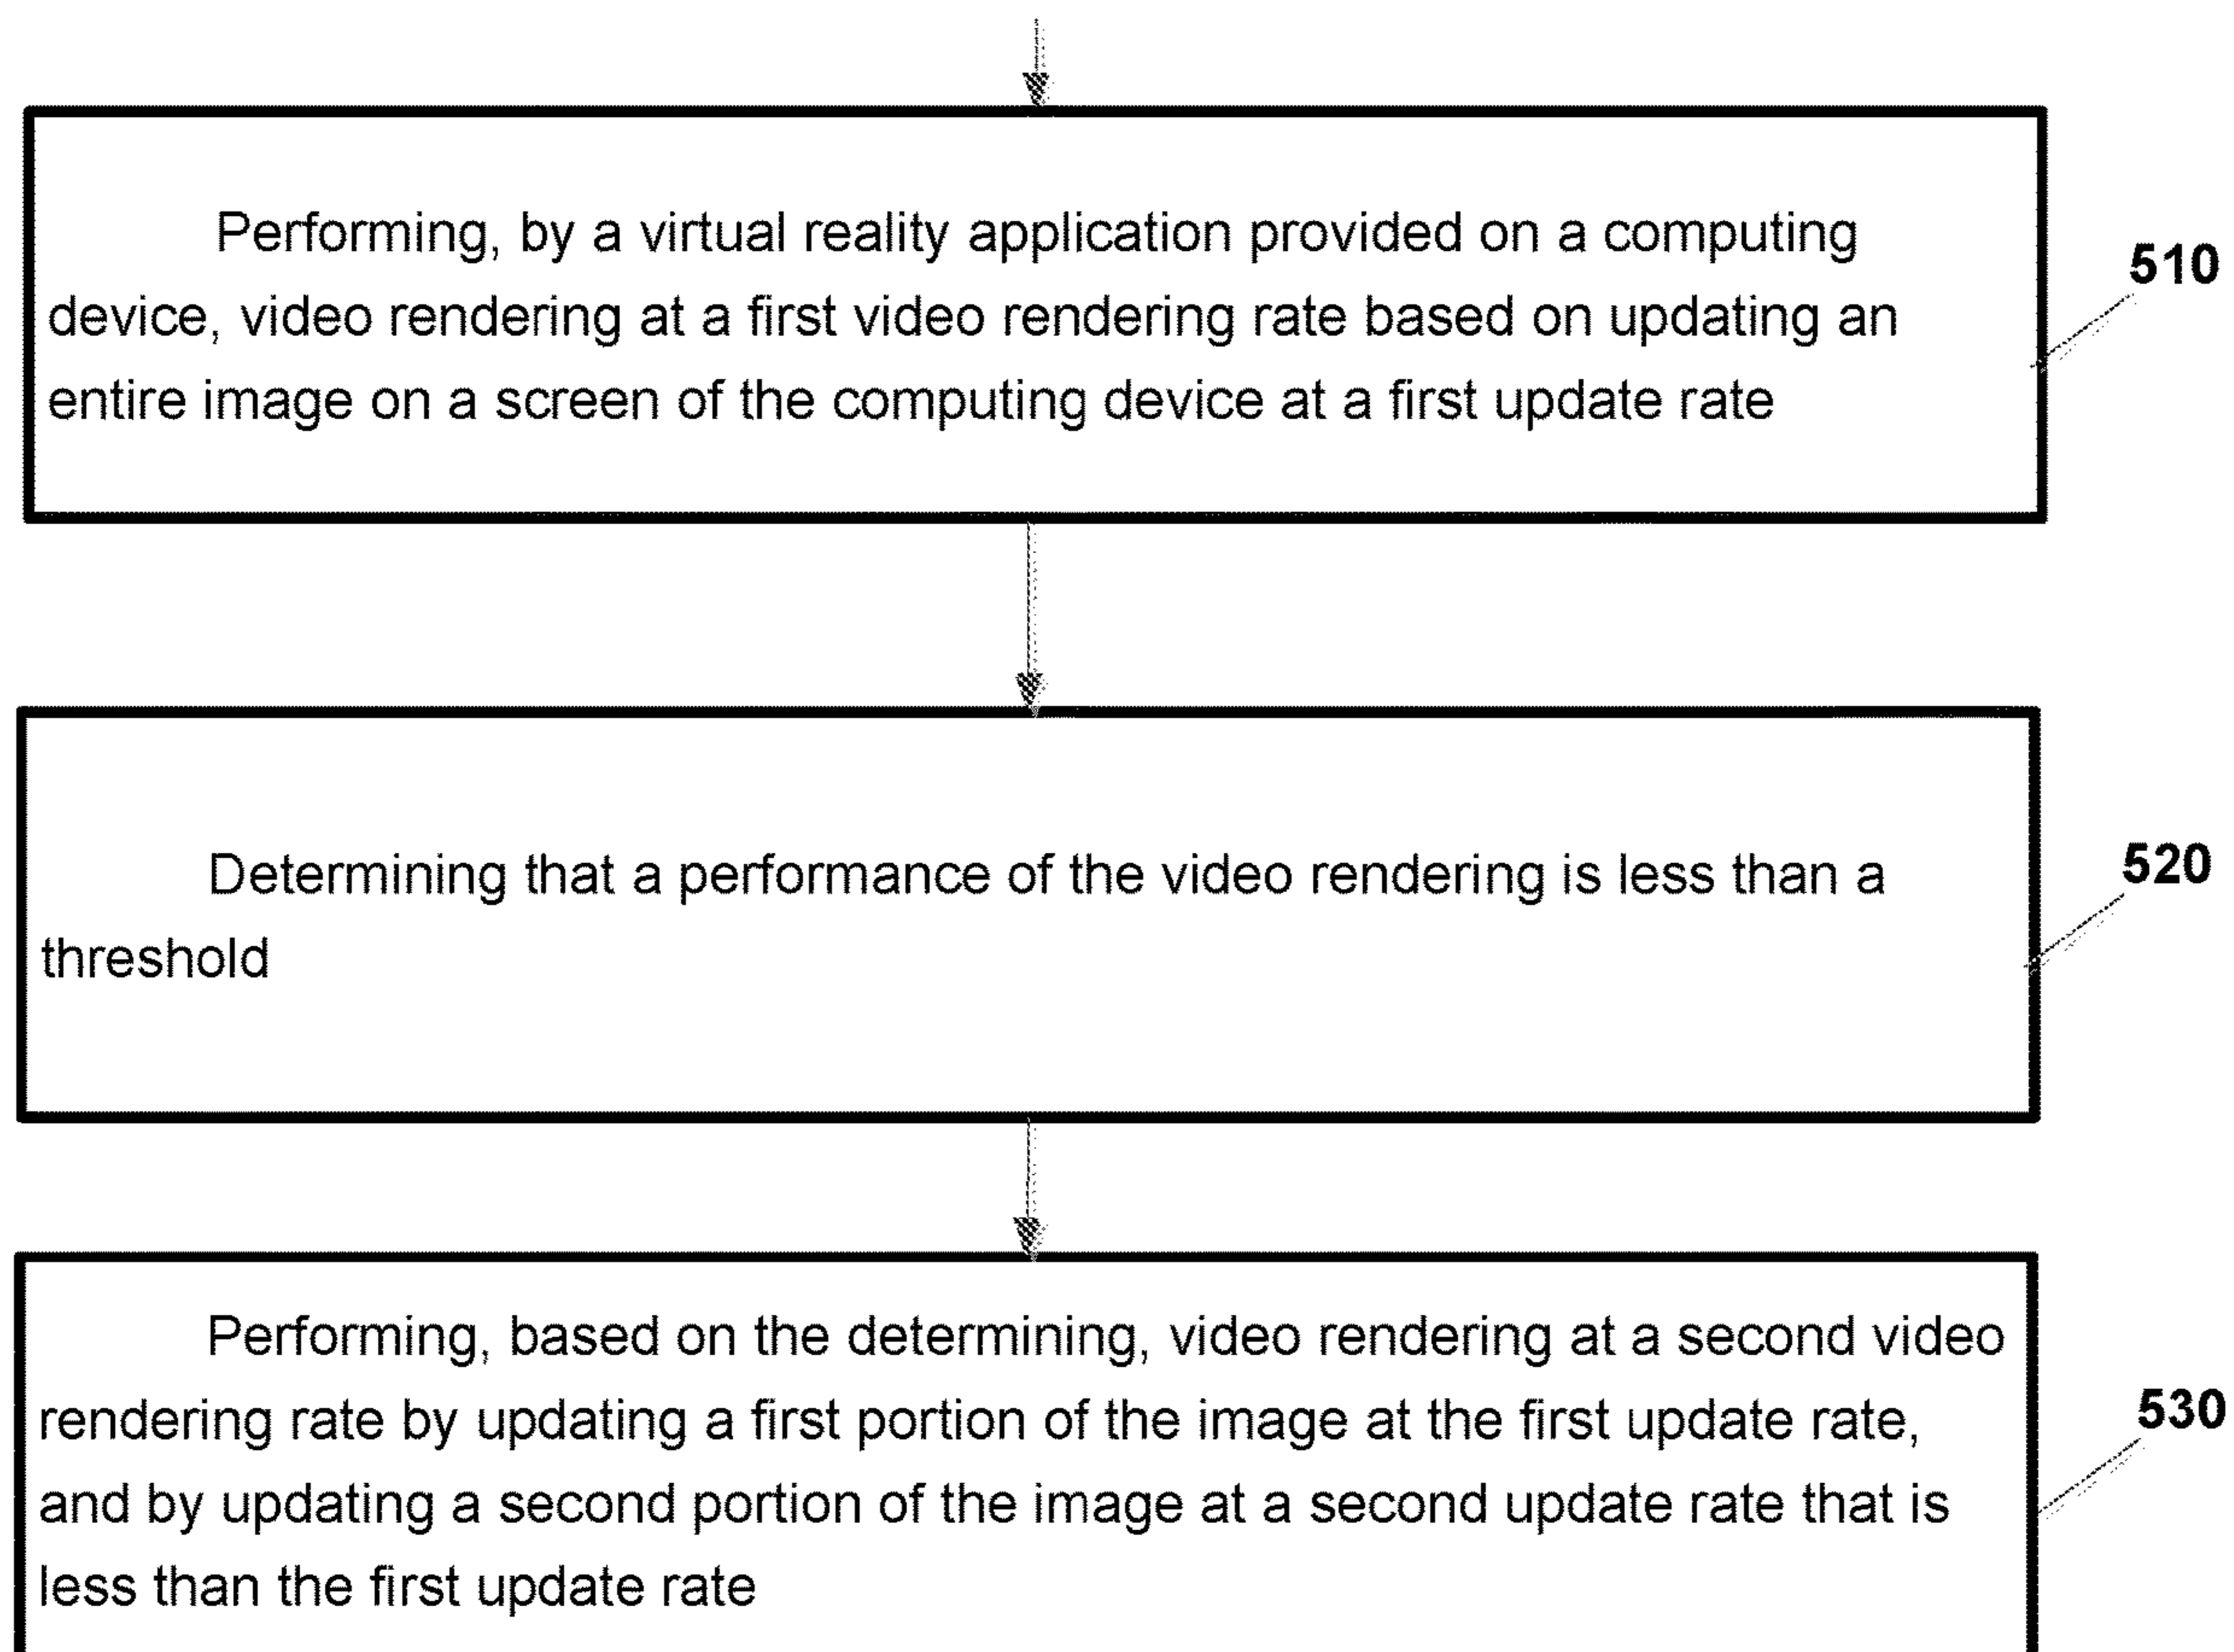 Performing, by a virtual reality application provided on a computing
device, video rendering at a first video rendering rate based on updating an
entire image on a screen of the computing device at a first update rate
510
Determining that a performance of the video rendering is less than a
threshold
520
Performing, based on the determining, video rendering at a second video
rendering rate by updating a first portion of the image at the first update rate,
and by updating a second portion of the image at a second update rate that is
less than the first update rate
530